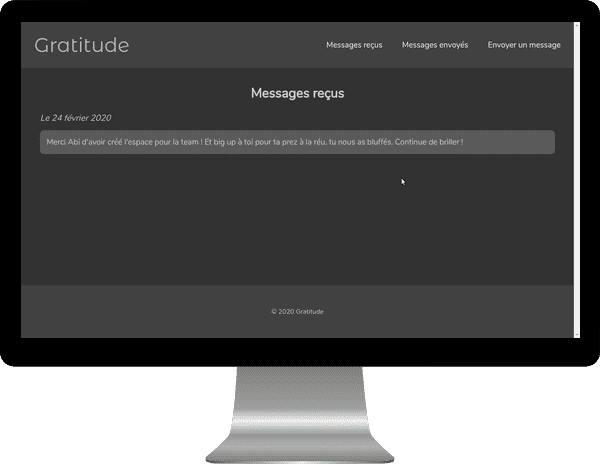 Gratitude
Messages reçus
Messages envoyés
Envoyer un message
Messages reçus
Le 24 février 2020
Merci Abi d'avoir créé l'espace pour la team ! Et big up à toi pour ta prez à la réu, tu nous as bluffés. Continue de briller !
© 2020 Gratitude